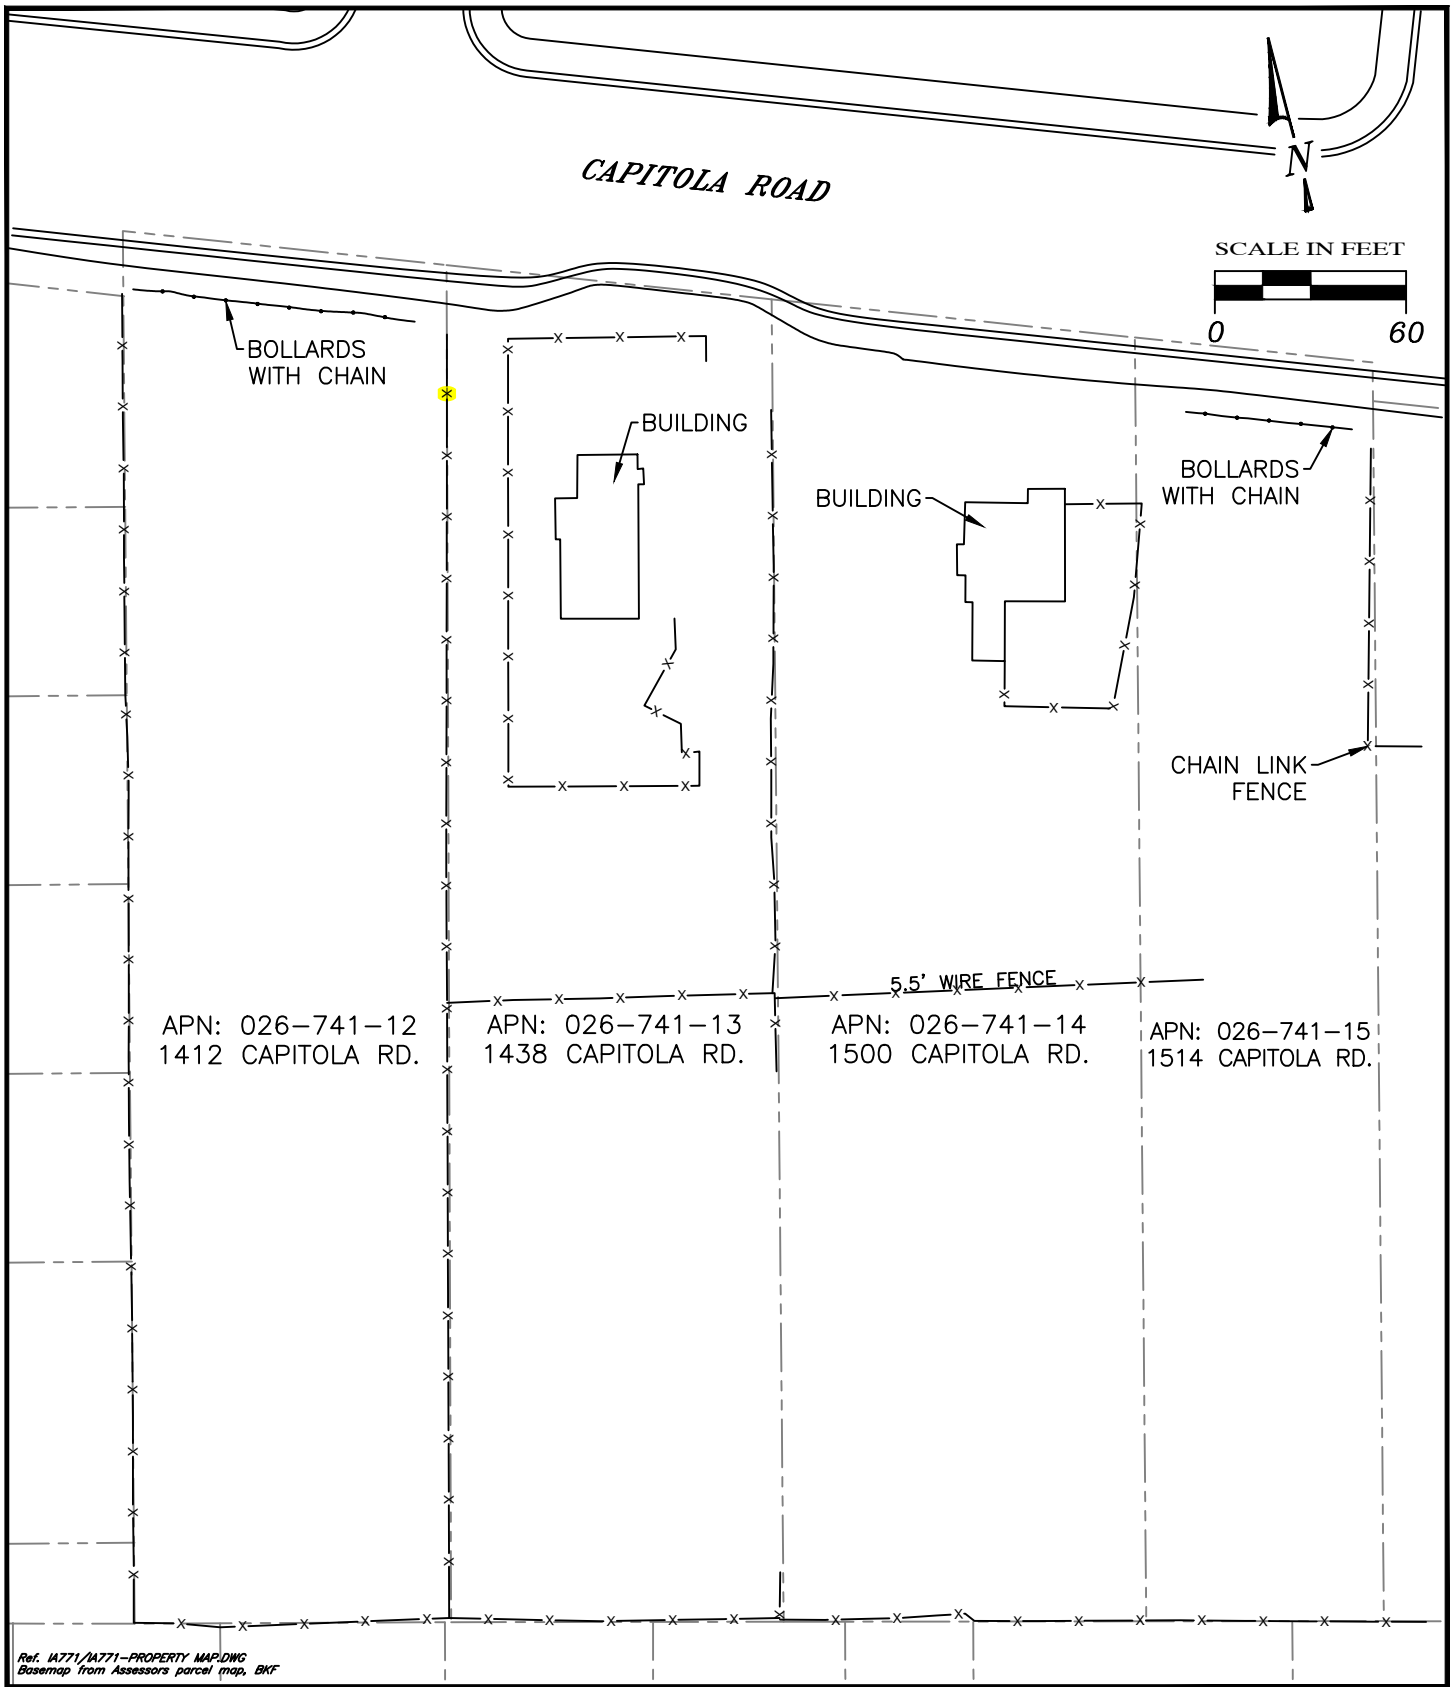 CAPITOLA ROAD
N
SCALE IN FEET
0 60
BOLLARDS
WITH CHAIN
BUILDING
BUILDING
BOLLARDS
WITH CHAIN
CHAIN LINK
FENCE
5.5' WIRE FENCE
APN: 026-741-12
1412 CAPITOLA RD.
APN: 026-741-13
1438 CAPITOLA RD.
APN: 026-741-14
1500 CAPITOLA RD.
APN: 026-741-15
1514 CAPITOLA RD.
Ref. IA771/IA771-PROPERTY MAP.DWG
Basemap from Assessors parcel map, BKF